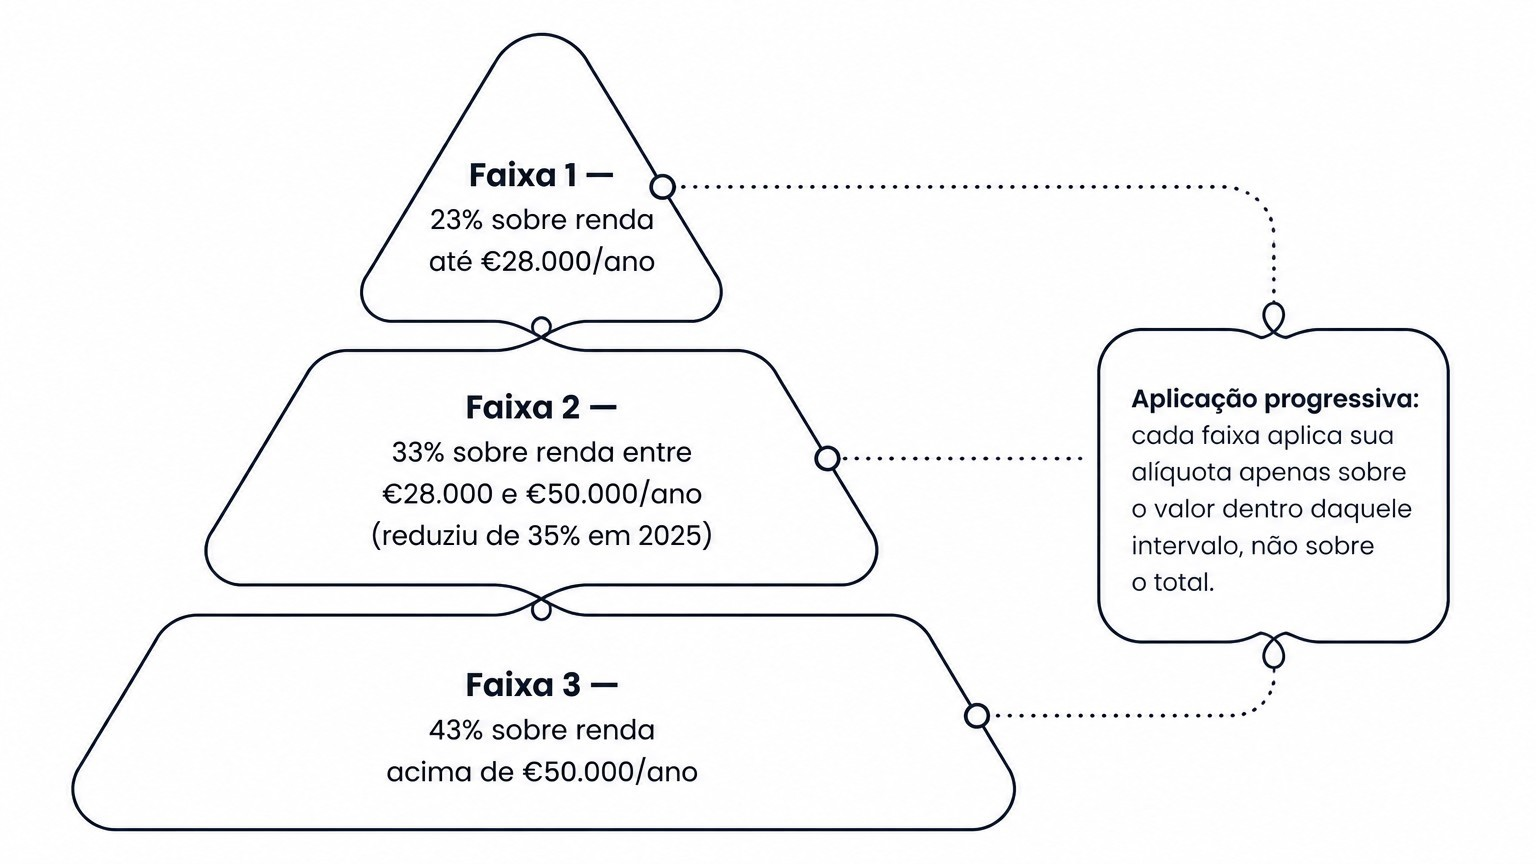 Faixa 1 —
23% sobre renda
até €28.000/ano
Faixa 2 —
33% sobre renda entre
€28.000 e €50.000/ano
(reduziu de 35% em 2025)
Faixa 3 —
43% sobre renda
acima de €50.000/ano
Aplicação progressiva:
cada faixa aplica sua
alíquota apenas sobre
o valor dentro daquele
intervalo, não sobre
o total.